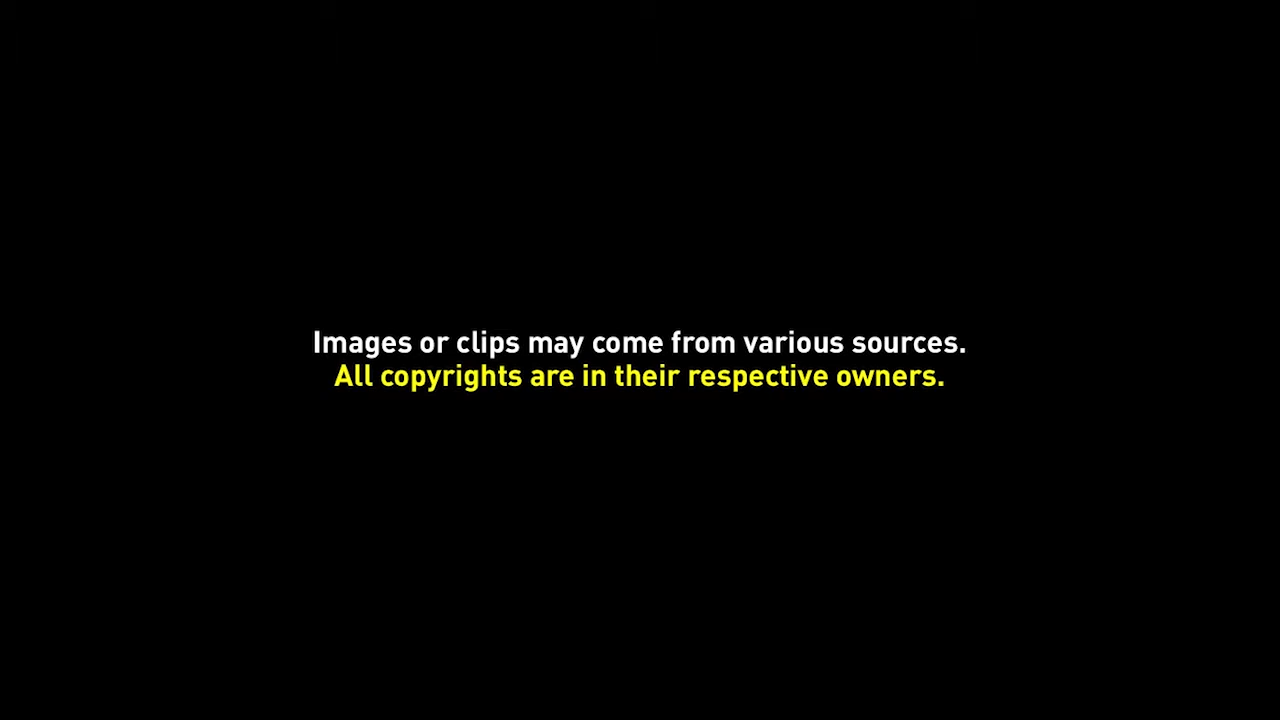 Images or clips may come from various sources.
All copyrights are in their respective owners.